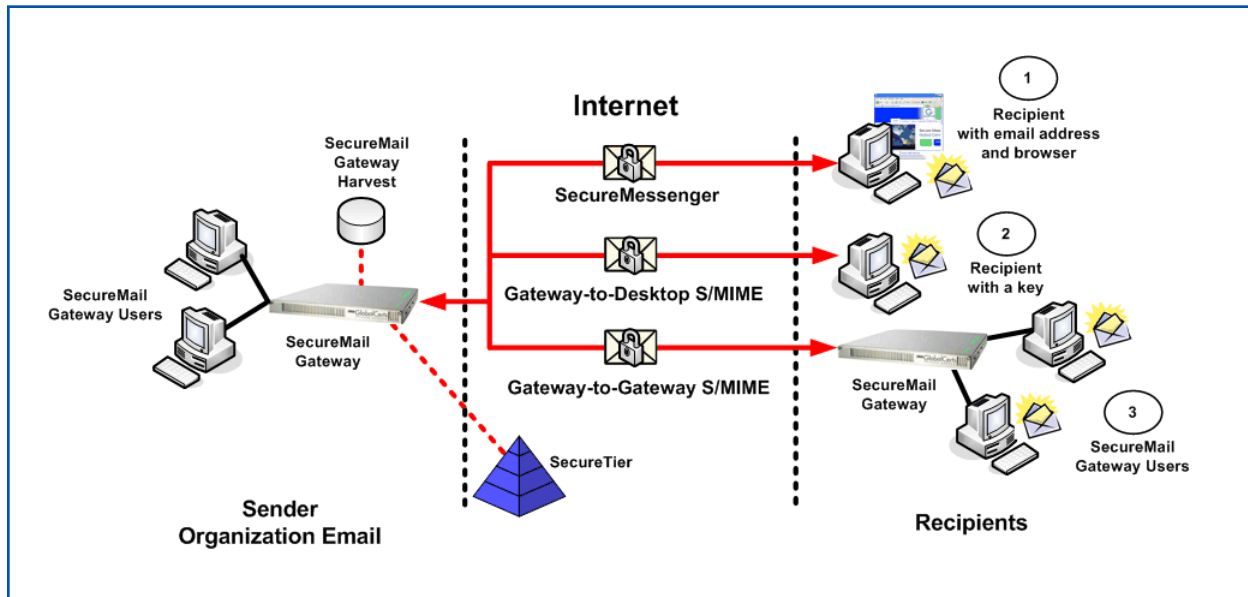 Internet
SecureMail
Gateway
Harvest
SecureMail
Gateway Users
SecureMail
Gateway
GlobalCerts
SecureMessenger
Gateway-to-Desktop S/MIME
Gateway-to-Gateway S/MIME
SecureTier
1
Recipient
with email address
and browser
2
Recipient
with a key
GlobalCerts
SecureMail
Gateway
3
SecureMail
Gateway Users
Sender
Organization Email
Recipients